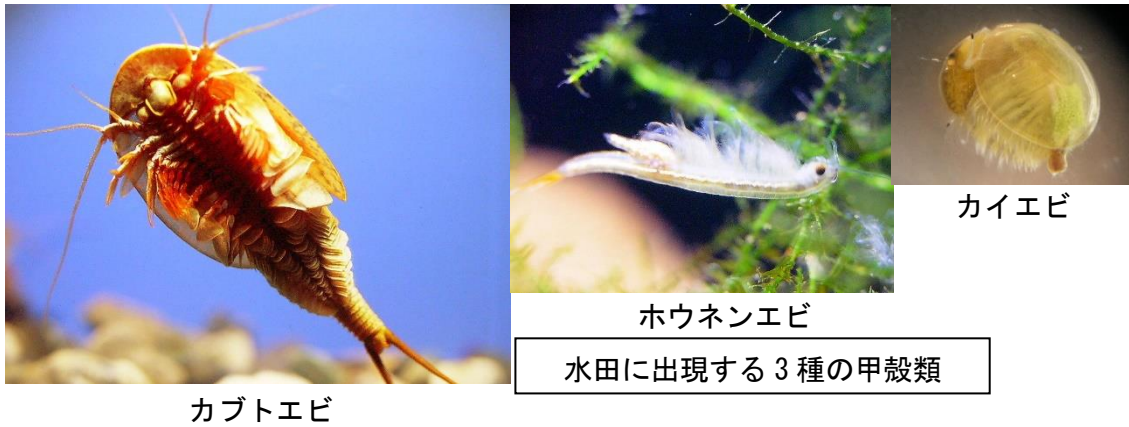 カイエビ
ホウネンエビ
水田に出現する3種の甲殻類
カブトエビ